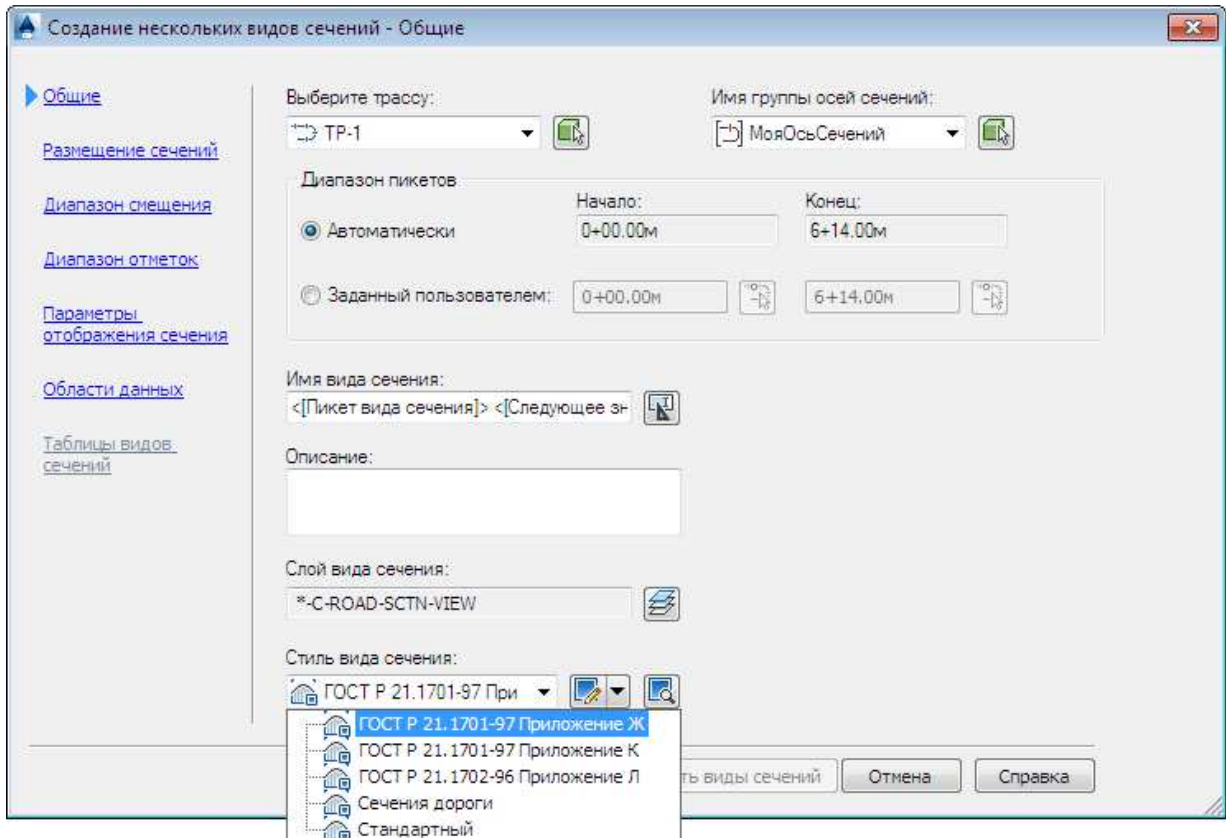 Создание нескольких видов сечений - Общие
Общие
Размещение сечений
Диапазон смещения
Диапазон отметок
Параметры
отображения сечения
Области данных
Таблицы видов
сечений
Выберите трассу:
Имя группы осей сечений:
ТР-1
МояОсьСечений
Диапазон пикетов
Начало:
Конец:
Автоматически
0+00.00м
6+14.00м
Заданный пользователем:
0+00.00м
6+14.00м
Имя вида сечения:
<[Пикет вида сечения]> <[Следующее зн
Описание:
Слой вида сечения:
*-C-ROAD-SCTN-VIEW
Стиль вида сечения:
ГОСТ Р 21.1701-97 При
ГОСТ Р 21.1701-97 Приложение Ж
ГОСТ Р 21.1701-97 Приложение К
ГОСТ Р 21.1702-96 Приложение Л
Сечения дороги
Стандартный
ть виды сечений
Отмена
Справка